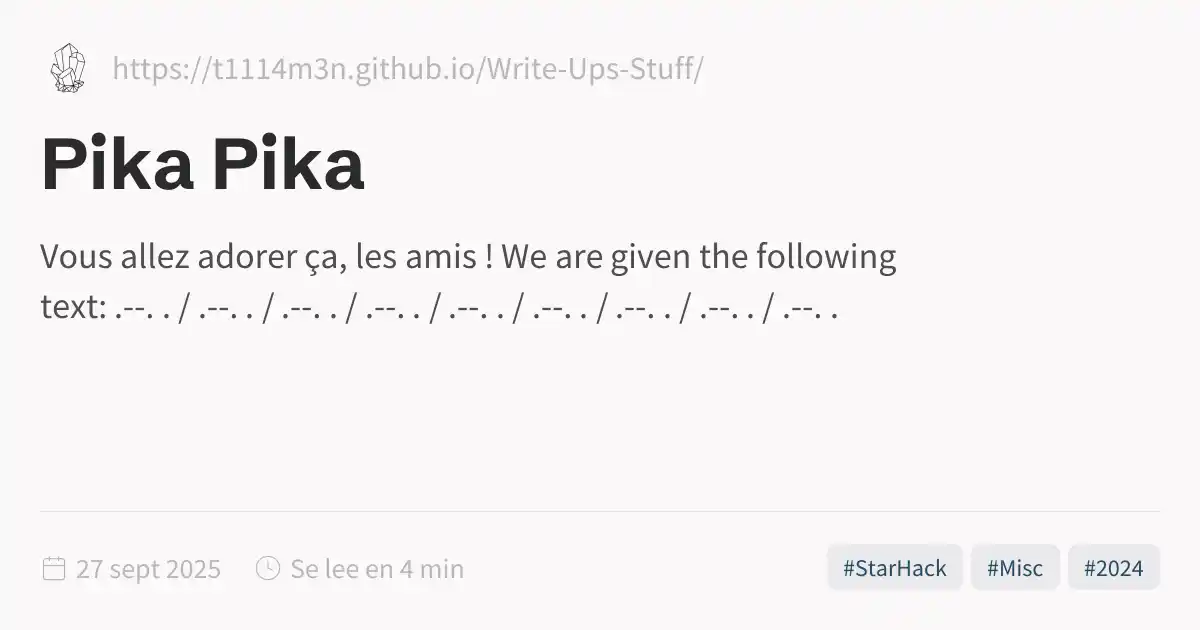 https://t1114m3n.github.io/Write-Ups-Stuff/
Pika Pika
Vous allez adorer ça, les amis ! We are given the following
text: .--. . / .--. . / .--. . / .--. . / .--. . / .--. . / .--. . / .--. . / .--. .
27 sept 2025 Se lee en 4 min #StarHack #Misc #2024